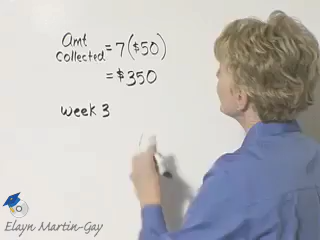 Amt
Collected = 7($50)
= $350
Week 3
Elayn Martin-Gay